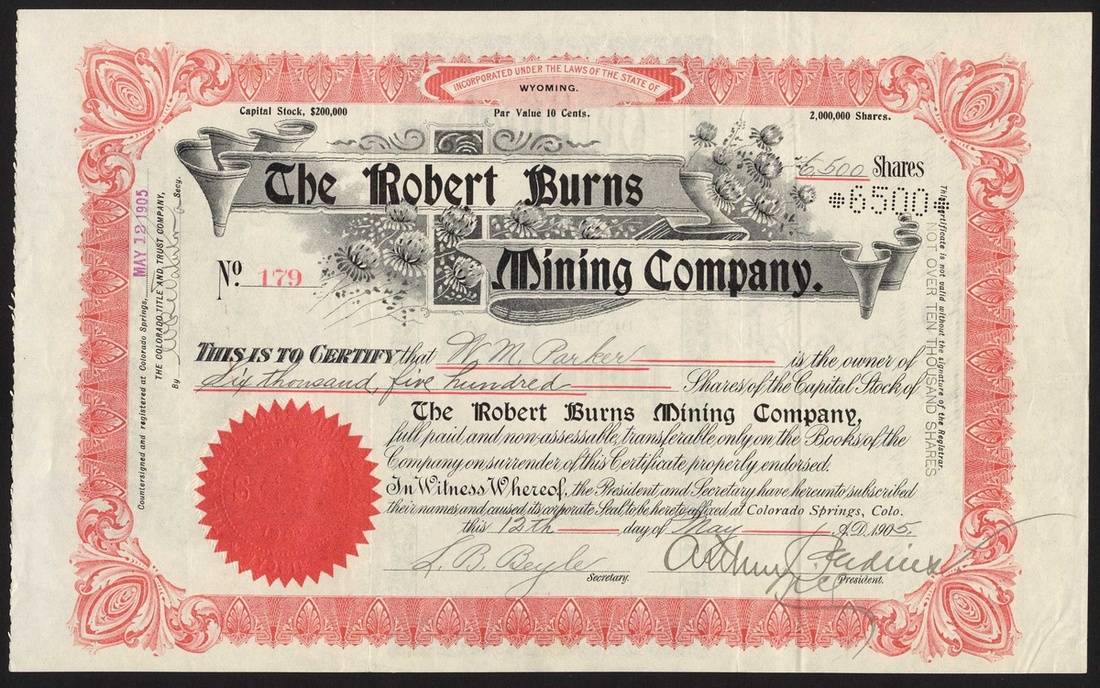 INCORPORATED UNDER THE LAWS OF THE STATE OF
WYOMING.
Capital Stock, $200,000
Par Value 10 Cents.
2,000,000 Shares.
The Robert Burns
Mining Company.
6,500 Shares
*6500*
No 179
This is to Certify that W. M. Parker is the owner of
Six thousand, five hundred Shares of the Capital Stock of
The Robert Burns Mining Company,
full paid and non-assessable, transferable only on the Books of the
Company on surrender of this Certificate properly endorsed.
In Witness Whereof, the President and Secretary have hereunto subscribed
their names and caused its corporate Seal to be hereto affixed at Colorado Springs, Colo.
this 12th day of May A.D. 1905.
L. B. Secretary.
Arthur President.
Countersigned and registered at Colorado Springs, MAY 12 1905
THE COLORADO TITLE AND TRUST COMPANY,
By Secy.
This certificate is not valid without the signature of the Registrar.
NOT OVER TEN THOUSAND SHARES